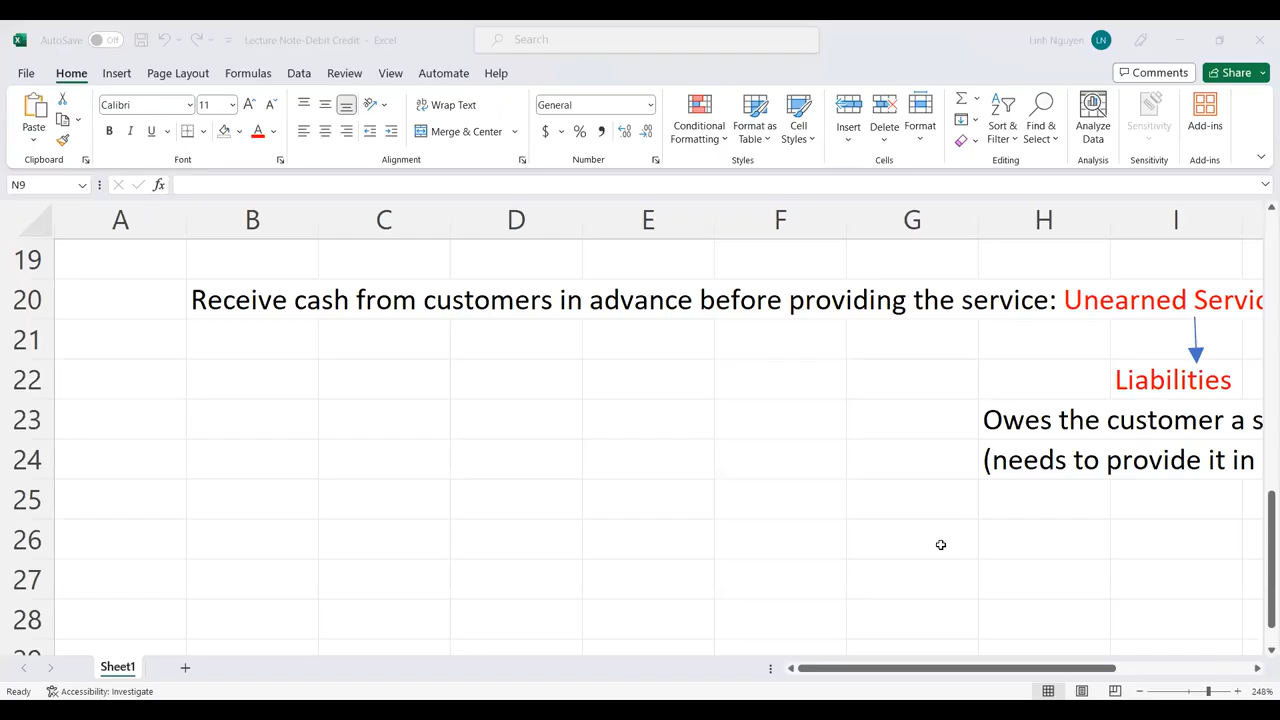 AutoSave Off Lecture Note-Debit Credit - Excel Search Linh Nguyen LN
File Home Insert Page Layout Formulas Data Review View Automate Help Comments Share
Paste Calibri 11 A A Wrap Text General Conditional Formatting Format as Table Cell Styles Insert Delete Format Sort & Filter Find & Select Analyze Data Sensitivity Add-ins
B I U A Merge & Center $ % ,
Clipboard Font Alignment Number Styles Cells Editing Analysis Sensitivity Add-ins
N9 fx
A B C D E F G H I
19
20 Receive cash from customers in advance before providing the service: Unearned Servic
21
22 Liabilities
23 Owes the customer a s
24 (needs to provide it in
25
26
27
28
Sheet1
Ready Accessibility: Investigate 248%